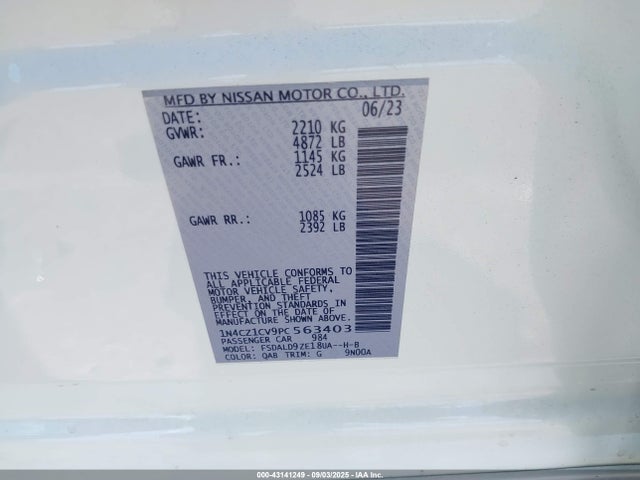 MFD BY NISSAN MOTOR CO., LTD.
DATE: 06/23
GVWR: 2210 KG
4872 LB
GAWR FR.: 1145 KG
2524 LB
GAWR RR.: 1085 KG
2392 LB
THIS VEHICLE CONFORMS TO
ALL APPLICABLE FEDERAL
MOTOR VEHICLE SAFETY,
BUMPER, AND THEFT
PREVENTION STANDARDS IN
EFFECT ON THE DATE OF
MANUFACTURE SHOWN ABOVE.
1N4CZ1CV9PC563403
PASSENGER CAR 984
MODEL: FSDALD9ZE18UA--H-B
COLOR: QAB TRIM: G 9N00A
000-43141249 - 09/03/2025 - IAA Inc.